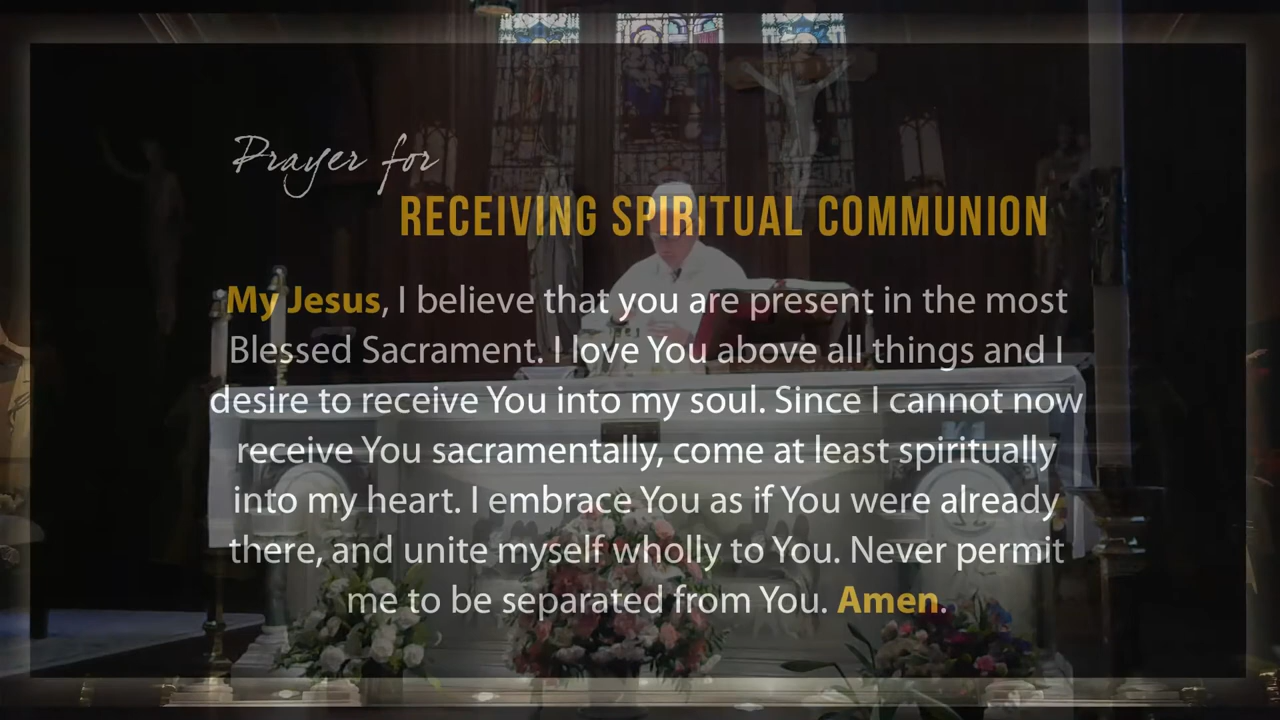 Prayer for
RECEIVING SPIRITUAL COMMUNION
My Jesus, I believe that you are present in the most
Blessed Sacrament. I love You above all things and I
desire to receive You into my soul. Since I cannot now
receive You sacramentally, come at least spiritually
into my heart. I embrace You as if You were already
there, and unite myself wholly to You. Never permit
me to be separated from You. Amen.